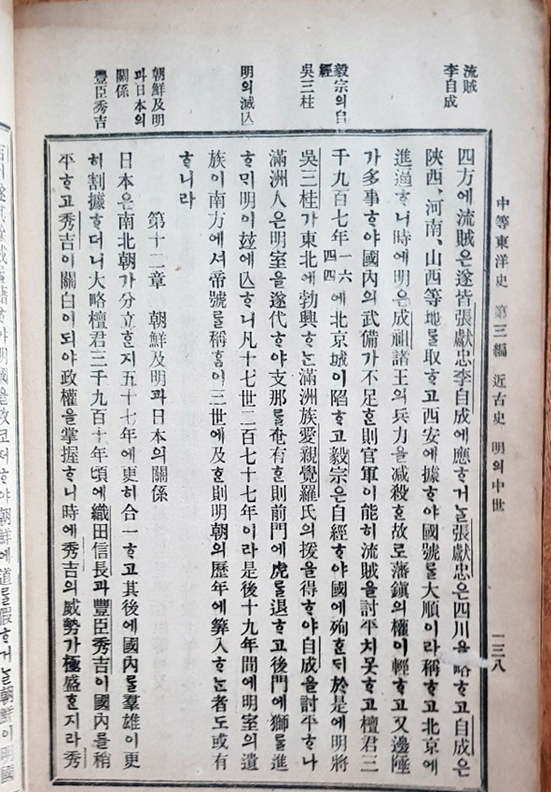 中等東洋史 第三編 近古史 明의中世 一三八
流賊
李自成
毅宗의自
經
吳三桂
明의滅亾
朝鮮及明
과日本의
關係
豐臣秀吉
四方에流賊은遂皆張獻忠李自成에應ᄒᆞ거ᄂᆞᆯ張獻忠은四川을略ᄒᆞ고自成은
陝西、河南、山西等地를取ᄒᆞ고西安에據ᄒᆞ야國號를大順이라稱ᄒᆞ고北京에
進逼ᄒᆞ니時에明은成祖諸王의兵力을減殺ᄒᆞᆫ故로藩鎭의權이輕ᄒᆞ고又邊陲
가多事ᄒᆞ야國內의武備가不足ᄒᆞᆫ則官軍이能히流賊을討平치못ᄒᆞ고檀君三
千九百七年一六四四에北京城이陷ᄒᆞ고毅宗은自經ᄒᆞ야國에殉ᄒᆞ되於是에明將
吳三桂가東北에勃興ᄒᆞᄂᆞᆫ滿洲族愛親覺羅氏의援을得ᄒᆞ야自成을討平ᄒᆞ나
滿洲人은明室을遂代ᄒᆞ야支那를奄有ᄒᆞᆫ則前門에虎를退ᄒᆞ고後門에獅를進
ᄒᆞ믜明이玆에亾ᄒᆞ니凡十七世二百七十七年이라是後十九年間에明室의遺
族이南方에셔帝號를稱홈이三世에及ᄒᆞᆫ則明朝의歷年에筭入ᄒᆞᄂᆞᆫ者도或有
ᄒᆞ니라
第十二章 朝鮮及明과日本의關係
日本은南北朝가分立ᄒᆞᆫ지五十七年에更히合一ᄒᆞ고其後에國內를羣雄이更
히割據ᄒᆞ더니大略檀君三千九百十年頃에織田信長과豐臣秀吉이國內를稍
平ᄒᆞ고秀吉이關白이되야政權을掌握ᄒᆞ니時에秀吉의威勢가極盛ᄒᆞᆫ지라秀